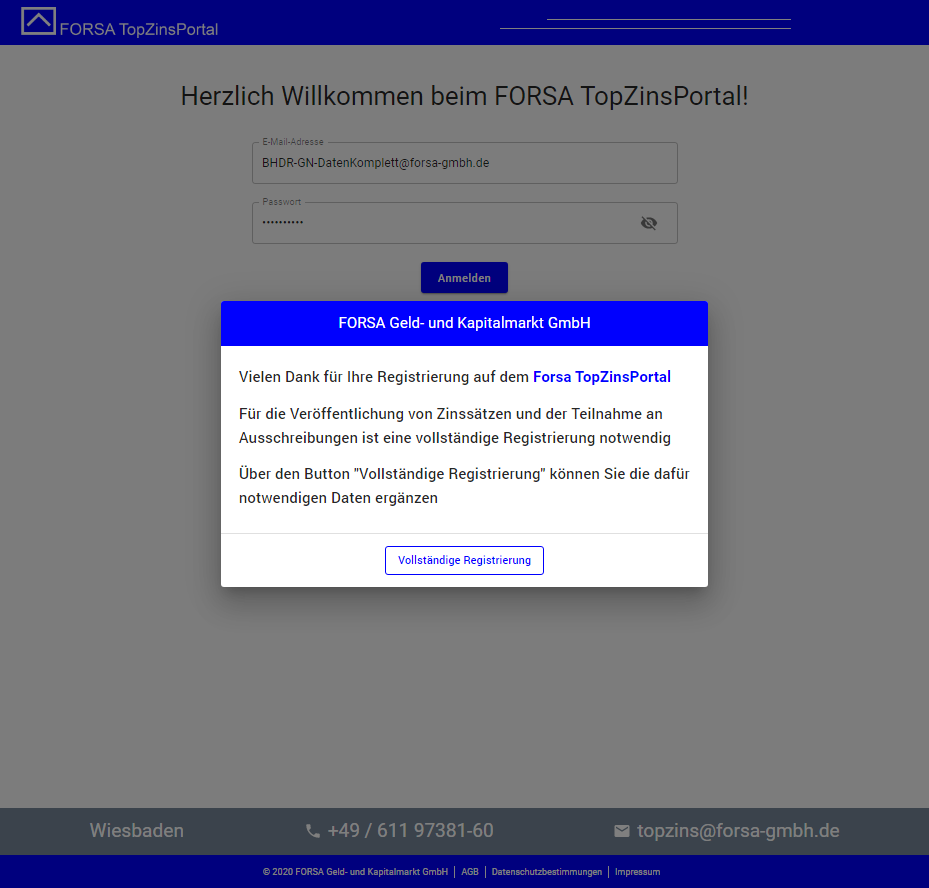 FORSA TopZinsPortal
Herzlich Willkommen beim FORSA TopZinsPortal!
E-Mail-Adresse
BHDR-GN-DatenKomplett@forsa-gmbh.de
Passwort
••••••••••
Anmelden
FORSA Geld- und Kapitalmarkt GmbH
Vielen Dank für Ihre Registrierung auf dem Forsa TopZinsPortal
Für die Veröffentlichung von Zinssätzen und der Teilnahme an
Ausschreibungen ist eine vollständige Registrierung notwendig
Über den Button "Vollständige Registrierung" können Sie die dafür
notwendigen Daten ergänzen
Vollständige Registrierung
Wiesbaden
+49 / 611 97381-60
topzins@forsa-gmbh.de
© 2020 FORSA Geld- und Kapitalmarkt GmbH | AGB | Datenschutzbestimmungen | Impressum